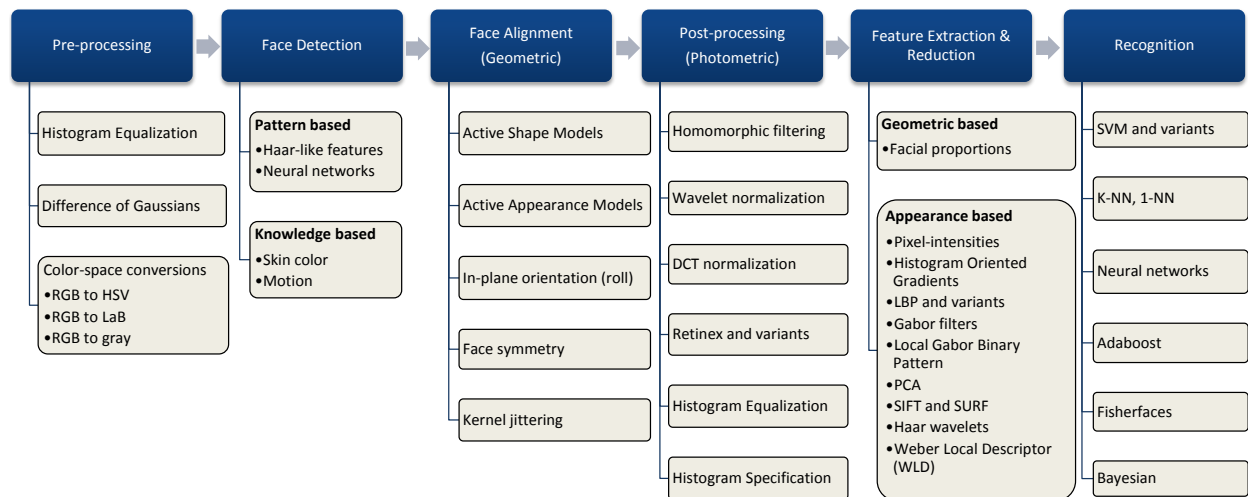 Pre-processing
Histogram Equalization
Difference of Gaussians
Color-space conversions
•RGB to HSV
•RGB to LaB
•RGB to gray
Face Detection
Pattern based
•Haar-like features
•Neural networks
Knowledge based
•Skin color
•Motion
Face Alignment
(Geometric)
Active Shape Models
Active Appearance Models
In-plane orientation (roll)
Face symmetry
Kernel jittering
Post-processing
(Photometric)
Homomorphic filtering
Wavelet normalization
DCT normalization
Retinex and variants
Histogram Equalization
Histogram Specification
Feature Extraction &
Reduction
Geometric based
•Facial proportions
Appearance based
•Pixel-intensities
•Histogram Oriented
Gradients
•LBP and variants
•Gabor filters
•Local Gabor Binary
Pattern
•PCA
•SIFT and SURF
•Haar wavelets
•Weber Local Descriptor
(WLD)
Recognition
SVM and variants
K-NN, 1-NN
Neural networks
Adaboost
Fisherfaces
Bayesian